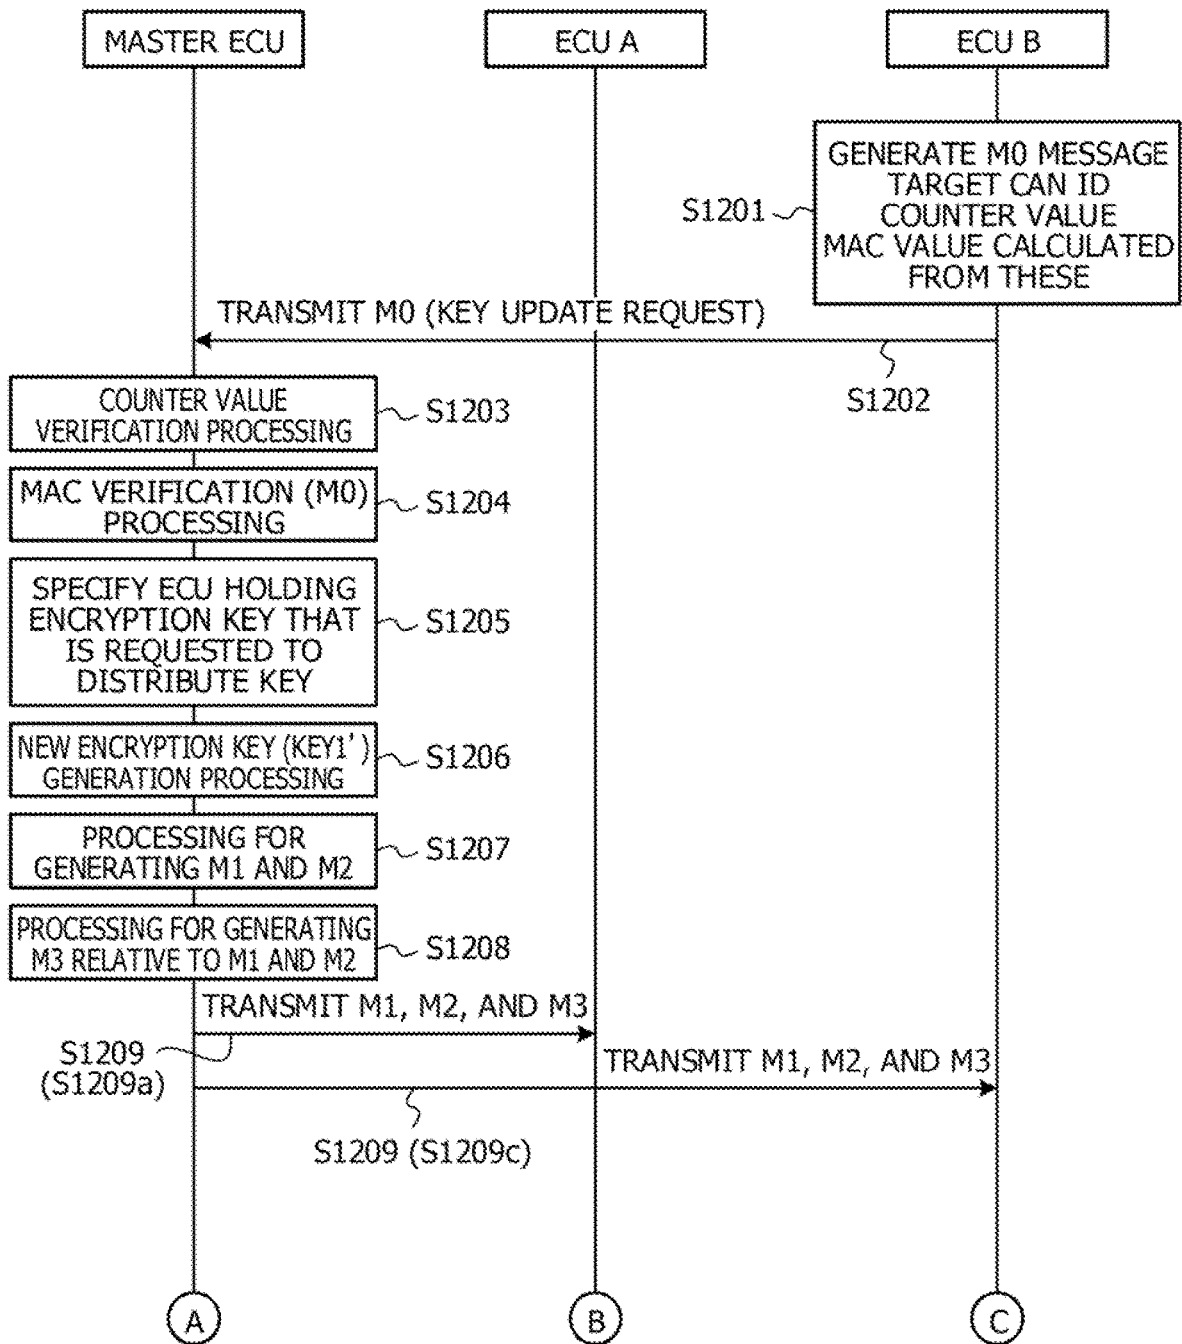 MASTER ECU
ECU A
ECU B
GENERATE M0 MESSAGE
TARGET CAN ID
COUNTER VALUE
MAC VALUE CALCULATED
FROM THESE
S1201
TRANSMIT M0 (KEY UPDATE REQUEST)
S1202
COUNTER VALUE
VERIFICATION PROCESSING
S1203
MAC VERIFICATION (M0)
PROCESSING
S1204
SPECIFY ECU HOLDING
ENCRYPTION KEY THAT
IS REQUESTED TO
DISTRIBUTE KEY
S1205
NEW ENCRYPTION KEY (KEY1')
GENERATION PROCESSING
S1206
PROCESSING FOR
GENERATING M1 AND M2
S1207
PROCESSING FOR GENERATING
M3 RELATIVE TO M1 AND M2
S1208
TRANSMIT M1, M2, AND M3
S1209
(S1209a)
TRANSMIT M1, M2, AND M3
S1209 (S1209c)
A
B
C